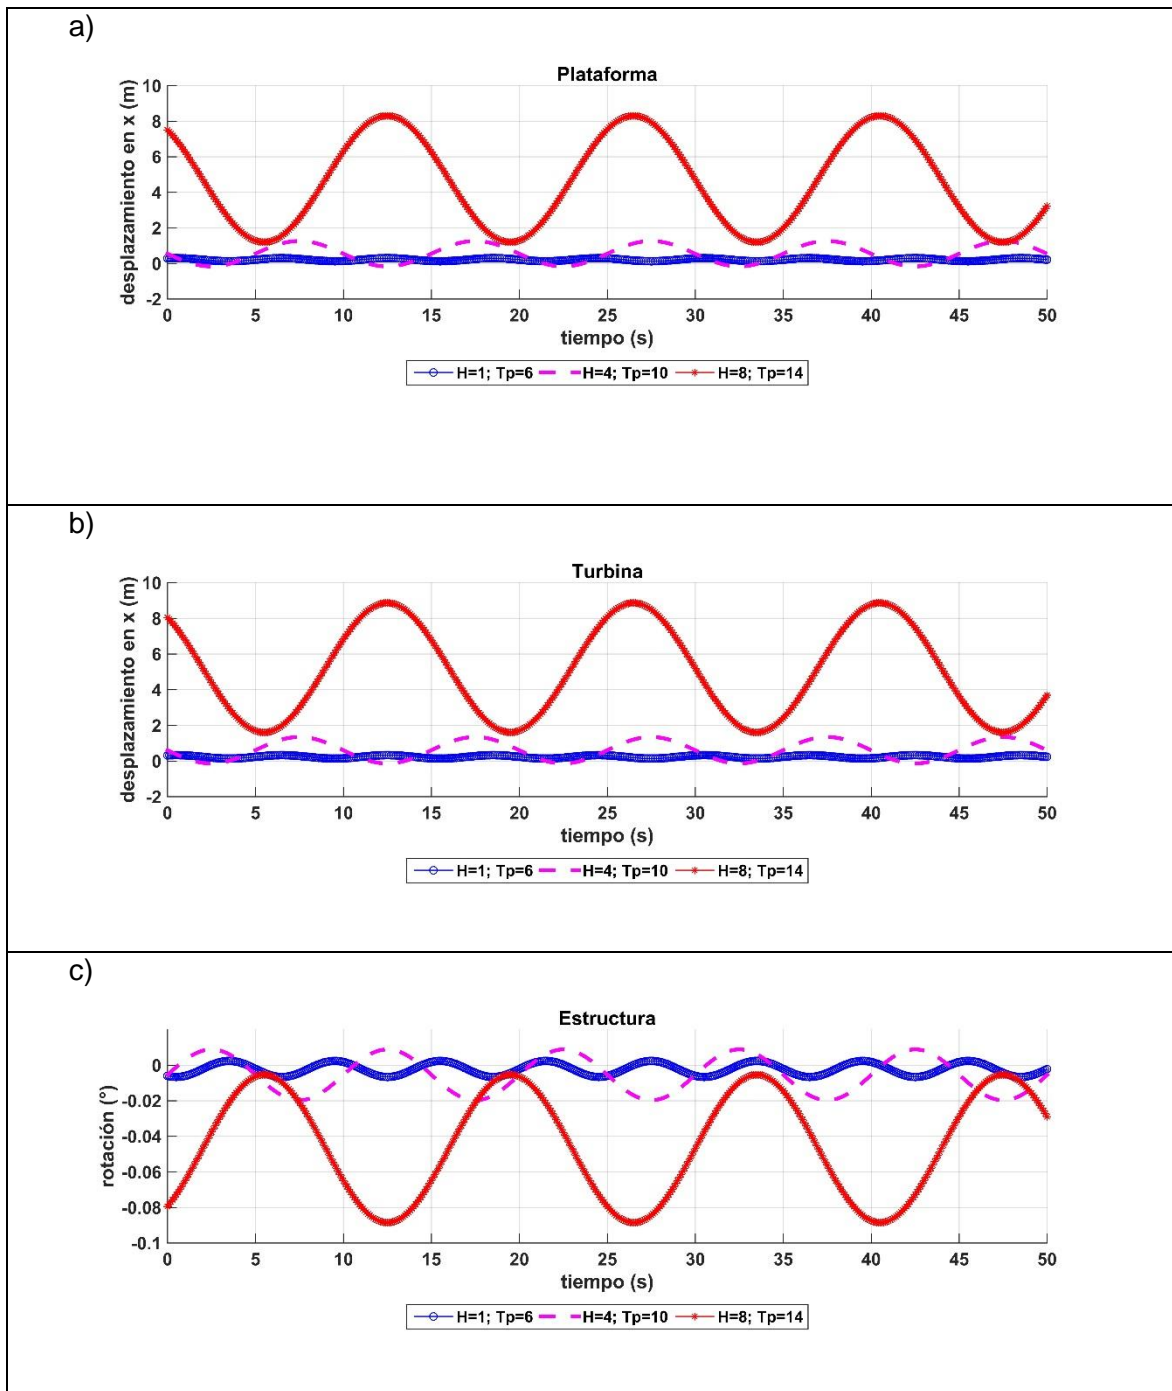 a)
Plataforma
desplazamiento en x (m)
10
8
6
4
2
0
-2
0 5 10 15 20 25 30 35 40 45 50
tiempo (s)
H=1; Tp=6 H=4; Tp=10 H=8; Tp=14
b)
Turbina
desplazamiento en x (m)
10
8
6
4
2
0
-2
0 5 10 15 20 25 30 35 40 45 50
tiempo (s)
H=1; Tp=6 H=4; Tp=10 H=8; Tp=14
c)
Estructura
rotación (°)
0
-0.02
-0.04
-0.06
-0.08
-0.1
0 5 10 15 20 25 30 35 40 45 50
tiempo (s)
H=1; Tp=6 H=4; Tp=10 H=8; Tp=14